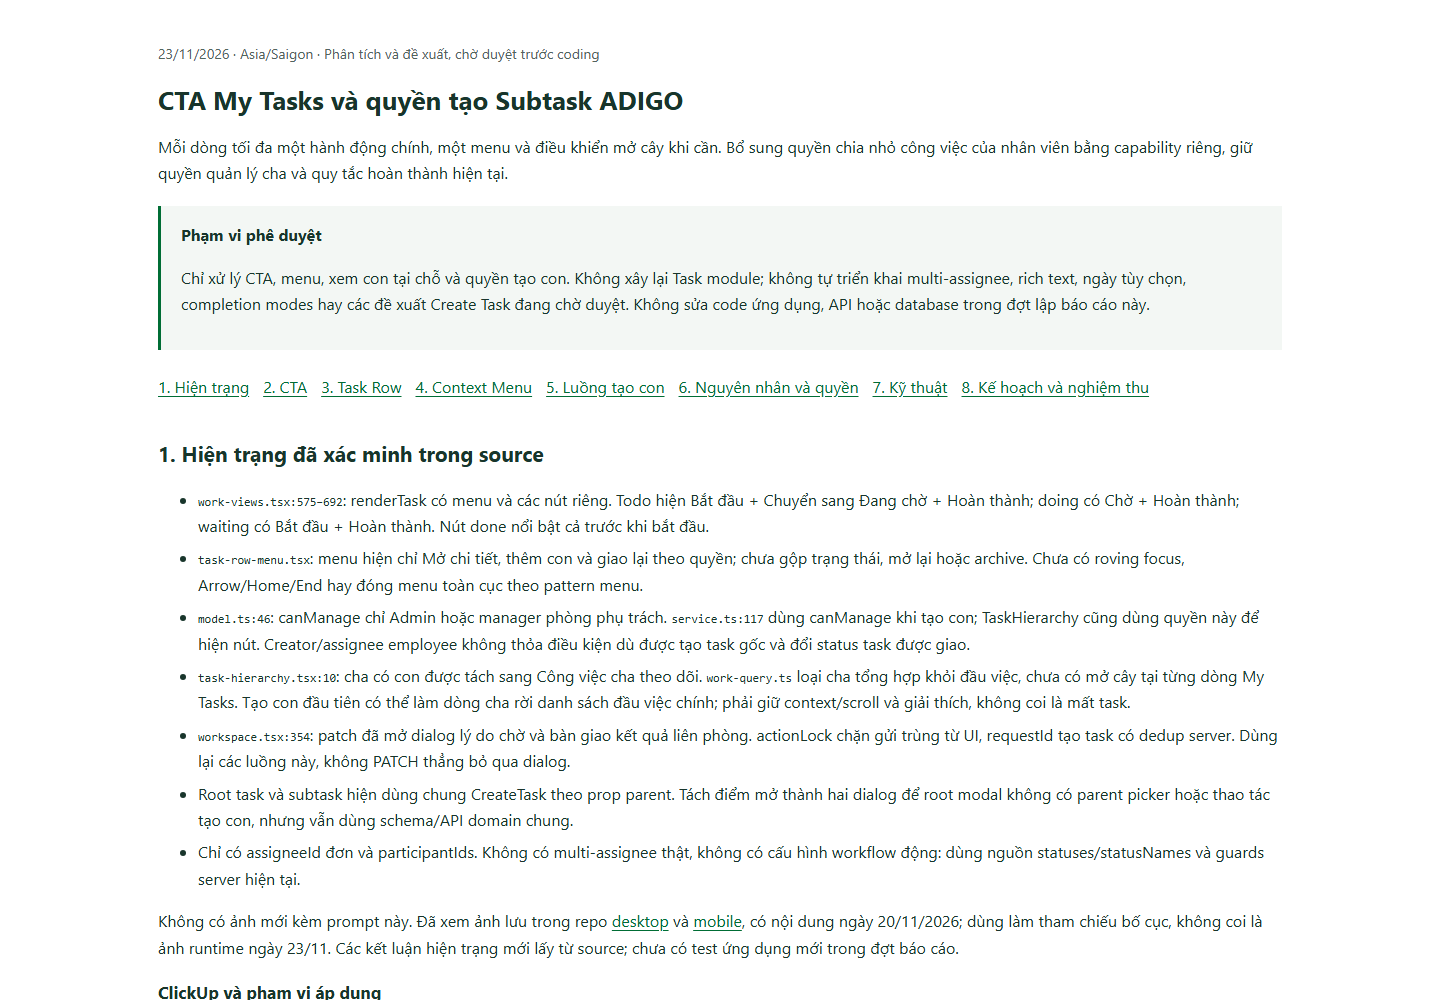 23/11/2026 · Asia/Saigon · Phân tích và đề xuất, chờ duyệt trước coding
CTA My Tasks và quyền tạo Subtask ADIGO
Mỗi dòng tối đa một hành động chính, một menu và điều khiển mở cây khi cần. Bổ sung quyền chia nhỏ công việc của nhân viên bằng capability riêng, giữ
quyền quản lý cha và quy tắc hoàn thành hiện tại.
Phạm vi phê duyệt
Chỉ xử lý CTA, menu, xem con tại chỗ và quyền tạo con. Không xây lại Task module; không tự triển khai multi-assignee, rich text, ngày tùy chọn,
completion modes hay các đề xuất Create Task đang chờ duyệt. Không sửa code ứng dụng, API hoặc database trong đợt lập báo cáo này.
1. Hiện trạng 2. CTA 3. Task Row 4. Context Menu 5. Luồng tạo con 6. Nguyên nhân và quyền 7. Kỹ thuật 8. Kế hoạch và nghiệm thu
1. Hiện trạng đã xác minh trong source
• work-views.tsx:575–692: renderTask có menu và các nút riêng. Todo hiện Bắt đầu + Chuyển sang Đang chờ + Hoàn thành; doing có Chờ + Hoàn thành;
waiting có Bắt đầu + Hoàn thành. Nút done nổi bật cả trước khi bắt đầu.
• task-row-menu.tsx: menu hiện chỉ Mở chi tiết, thêm con và giao lại theo quyền; chưa gộp trạng thái, mở lại hoặc archive. Chưa có roving focus,
Arrow/Home/End hay đóng menu toàn cục theo pattern menu.
• model.ts:46: canManage chỉ Admin hoặc manager phòng phụ trách. service.ts:117 dùng canManage khi tạo con; TaskHierarchy cũng dùng quyền này để
hiện nút. Creator/assignee employee không thỏa điều kiện dù được tạo task gốc và đổi status task được giao.
• task-hierarchy.tsx:10: cha có con được tách sang Công việc cha theo dõi. work-query.ts loại cha tổng hợp khỏi đầu việc, chưa có mở cây tại từng dòng My
Tasks. Tạo con đầu tiên có thể làm dòng cha rời danh sách đầu việc chính; phải giữ context/scroll và giải thích, không coi là mất task.
• workspace.tsx:354: patch đã mở dialog lý do chờ và bàn giao kết quả liên phòng. actionLock chặn gửi trùng từ UI, requestId tạo task có dedup server. Dùng
lại các luồng này, không PATCH thẳng bỏ qua dialog.
• Root task và subtask hiện dùng chung CreateTask theo prop parent. Tách điểm mở thành hai dialog để root modal không có parent picker hoặc thao tác
tạo con, nhưng vẫn dùng schema/API domain chung.
• Chỉ có assigneeId đơn và participantIds. Không có multi-assignee thật, không có cấu hình workflow động: dùng nguồn statuses/statusNames và guards
server hiện tại.
Không có ảnh mới kèm prompt này. Đã xem ảnh lưu trong repo desktop và mobile, có nội dung ngày 20/11/2026; dùng làm tham chiếu bố cục, không coi là
ảnh runtime ngày 23/11. Các kết luận hiện trạng mới lấy từ source; chưa có test ứng dụng mới trong đợt báo cáo.
ClickUp và phạm vi áp dụng